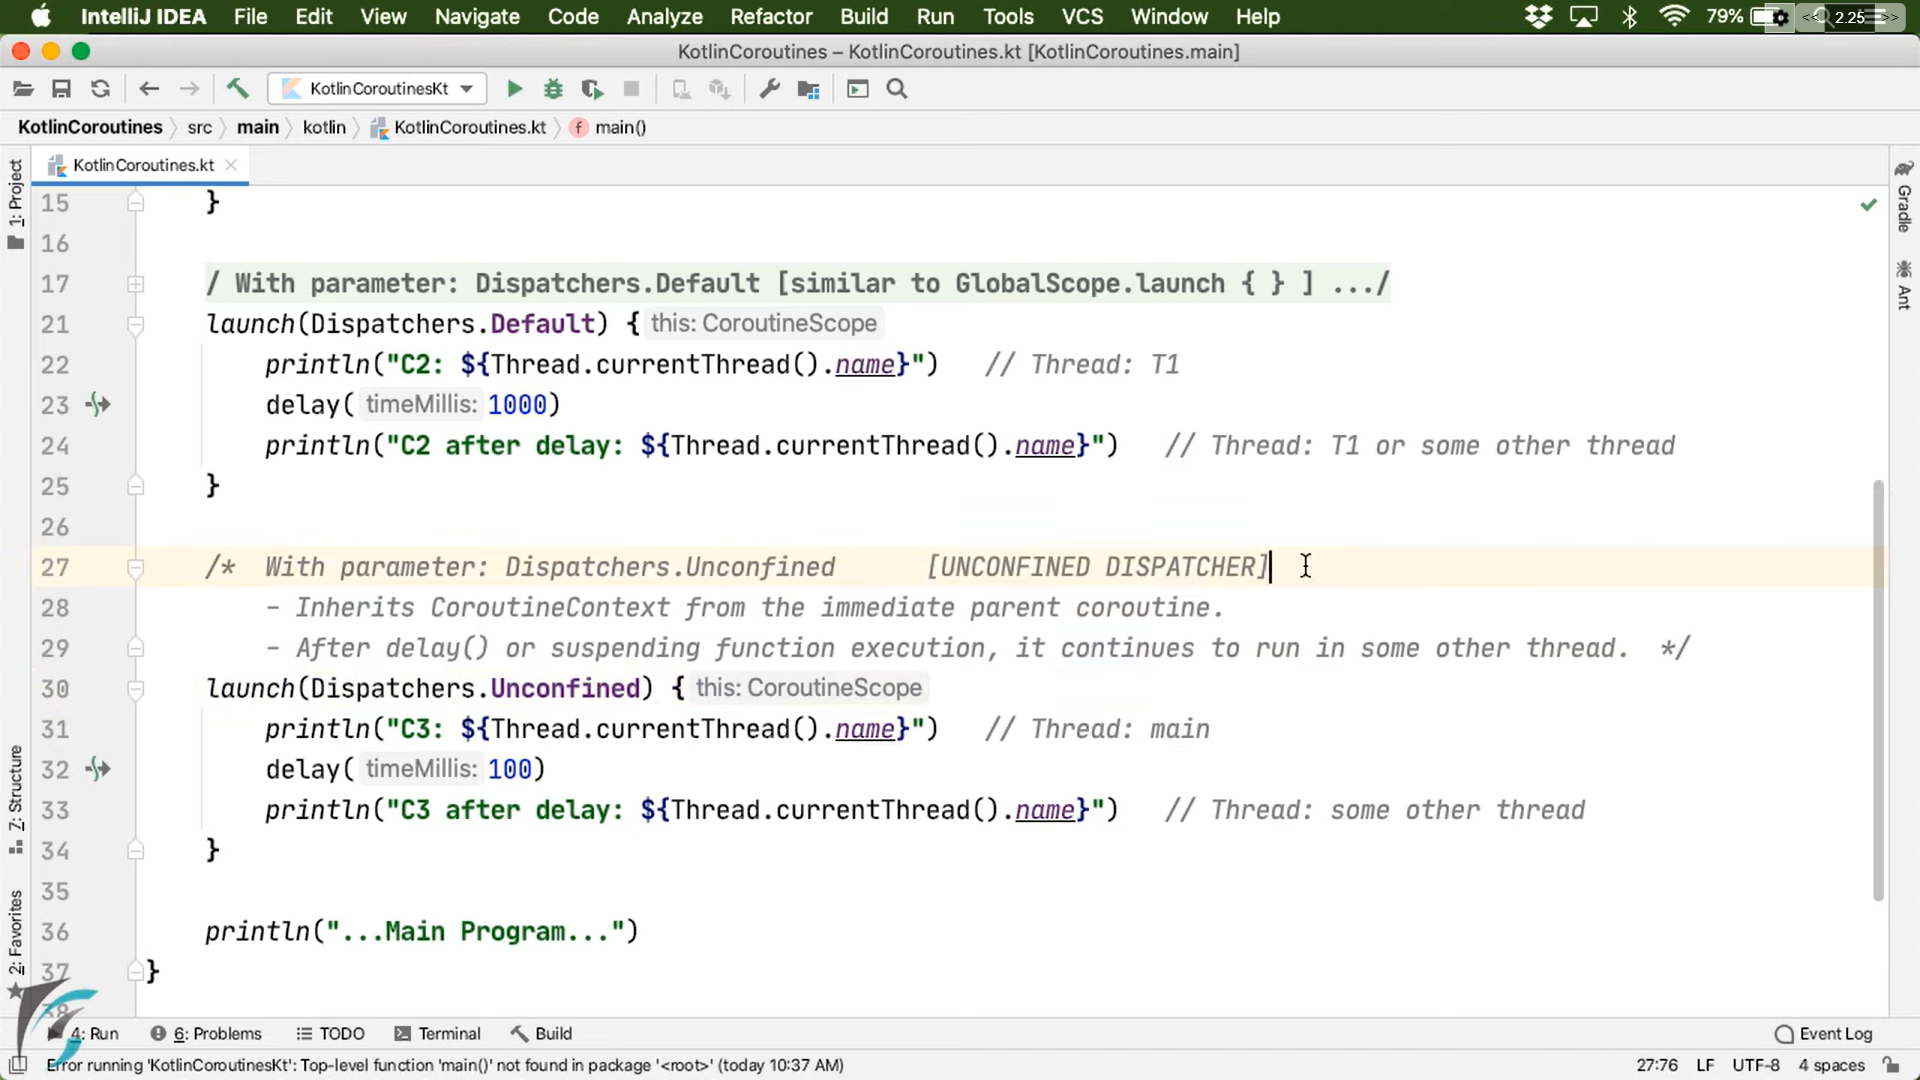 IntelliJ IDEA File Edit View Navigate Code Analyze Refactor Build Run Tools VCS Window Help 79% << 2.25 >>
KotlinCoroutines – KotlinCoroutines.kt [KotlinCoroutines.main]
KotlinCoroutinesKt
KotlinCoroutines src main kotlin KotlinCoroutines.kt f main()
KotlinCoroutines.kt
1: Project
Z: Structure
2: Favorites
Gradle
Ant
15 }
16
17 / With parameter: Dispatchers.Default [similar to GlobalScope.launch { } ] .../
21 launch(Dispatchers.Default) { this: CoroutineScope
22 println("C2: ${Thread.currentThread().name}") // Thread: T1
23 delay( timeMillis: 1000)
24 println("C2 after delay: ${Thread.currentThread().name}") // Thread: T1 or some other thread
25 }
26
27 /* With parameter: Dispatchers.Unconfined [UNCONFINED DISPATCHER]
28 - Inherits CoroutineContext from the immediate parent coroutine.
29 - After delay() or suspending function execution, it continues to run in some other thread. */
30 launch(Dispatchers.Unconfined) { this: CoroutineScope
31 println("C3: ${Thread.currentThread().name}") // Thread: main
32 delay( timeMillis: 100)
33 println("C3 after delay: ${Thread.currentThread().name}") // Thread: some other thread
34 }
35
36 println("...Main Program...")
37 }
38
4: Run 6: Problems TODO Terminal Build Event Log
Error running 'KotlinCoroutinesKt': Top-level function 'main()' not found in package '<root>' (today 10:37 AM) 27:76 LF UTF-8 4 spaces